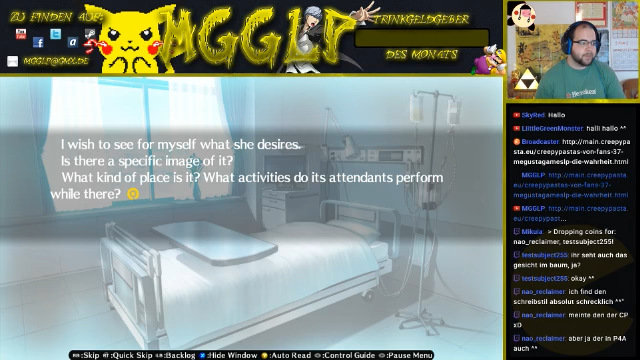 ZU FINDEN AUF:
You Tube
MGGLP@GMX.DE
MGGLP
TRINKGELDGEBER
DES MONATS
I wish to see for myself what she desires.
Is there a specific image of it?
What kind of place is it? What activities do its attendants perform
while there?
:Skip :Quick Skip :Backlog :Hide Window :Auto Read :Control Guide :Pause Menu
SkyRed: Hallo
LittleGreenMonster: halli hallo ^^
Broadcaster: http://main.creepypa
sta.eu/creepypastas-von-fans-37-
megustagameslp-die-wahrheit.html
MGGLP: http://main.creepypasta.
eu/creepypastas-von-fans-37-
megustagameslp-die-wahrheit.html
MGGLP: http://main.creepypasta.
eu/creepypast...
Mikuia: > Dropping coins for:
nao_reclaimer, testsubject255!
testsubject255: ihr seht auch das
gesicht im baum, ja?
testsubject255: okay ^^
nao_reclaimer: ich find den
schreibstil absolut schrecklich ^^"
nao_reclaimer: meinte den der CP
xD
nao_reclaimer: aber ja der in P4A
auch ^^